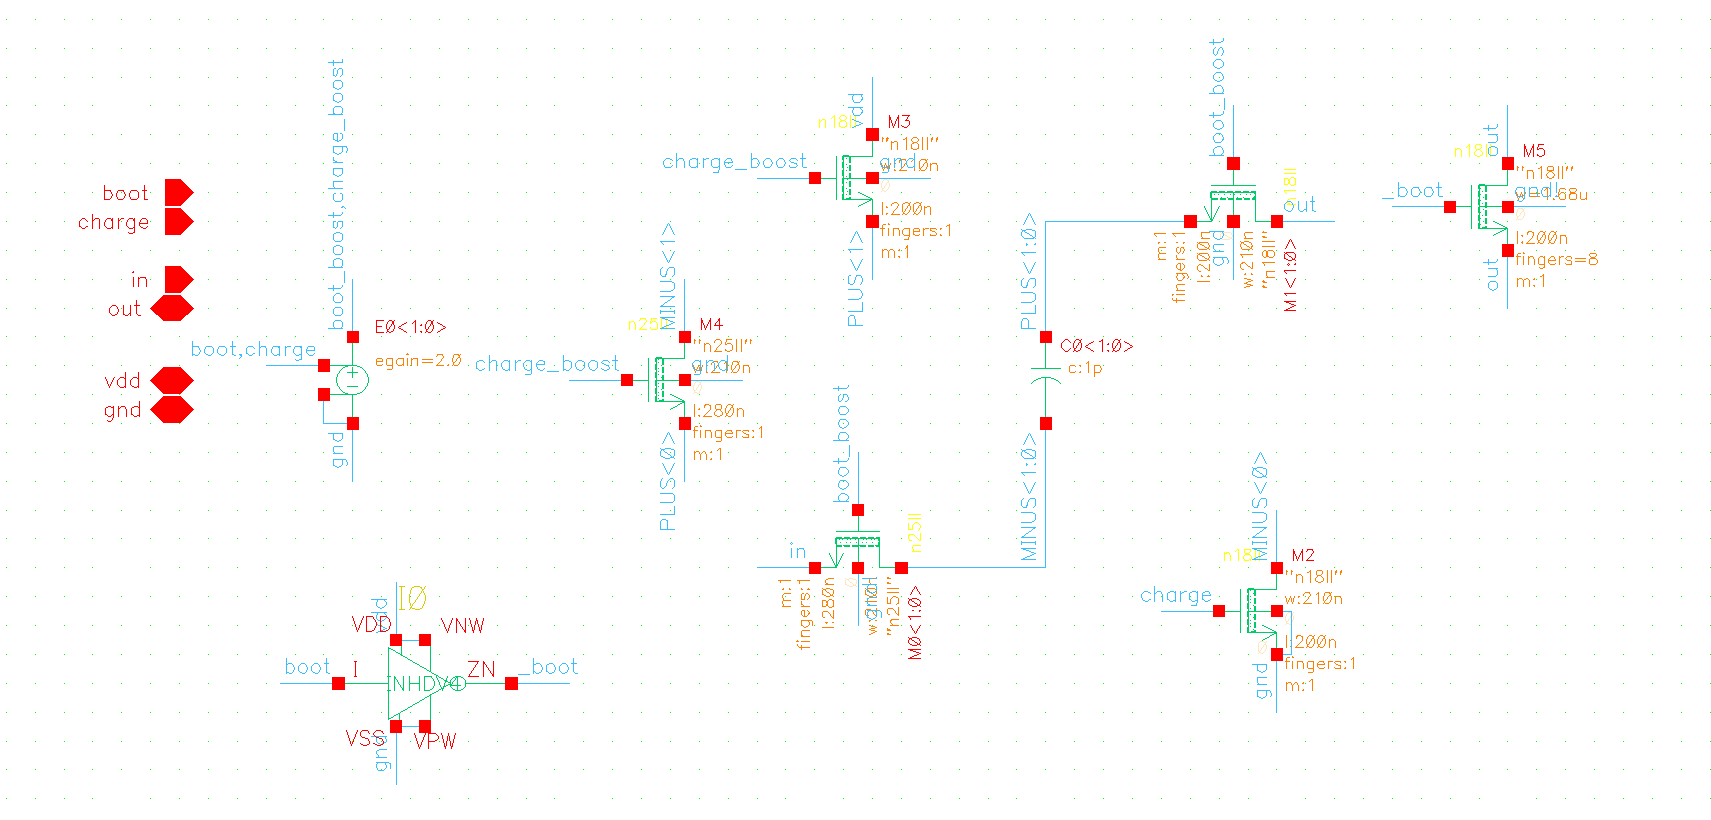 boot
charge
in
out
vdd
gnd
boot_boost,charge_boost
E0<1:0>
boot,charge
egain=2.0
gnd
I0
vdd
VDD
VNW
boot
I
INHDV4
ZN
_boot
VSS
VPW
gnd
MINUS<1>
n25ll
M4
"n25ll"
w:210n
gnd
charge_boost
l:280n
fingers:1
m:1
PLUS<0>
vdd
n18ll
M3
"n18ll"
w:210n
gnd
charge_boost
l:200n
fingers:1
m:1
PLUS<1>
boot_boost
in
n25ll
m:1
fingers:1
l:280n
gnd
w:210n
"n25ll"
M0<1:0>
PLUS<1:0>
C0<1:0>
c:1p
MINUS<1:0>
boot_boost
n18ll
out
m:1
fingers:1
l:200n
gnd
w:210n
"n18ll"
M1<1:0>
MINUS<0>
n18ll
M2
"n18ll"
w:210n
charge
l:200n
fingers:1
m:1
gnd
out
n18ll
M5
"n18ll"
w=1.68u
gnd
_boot
l:200n
fingers=8
m:1
out